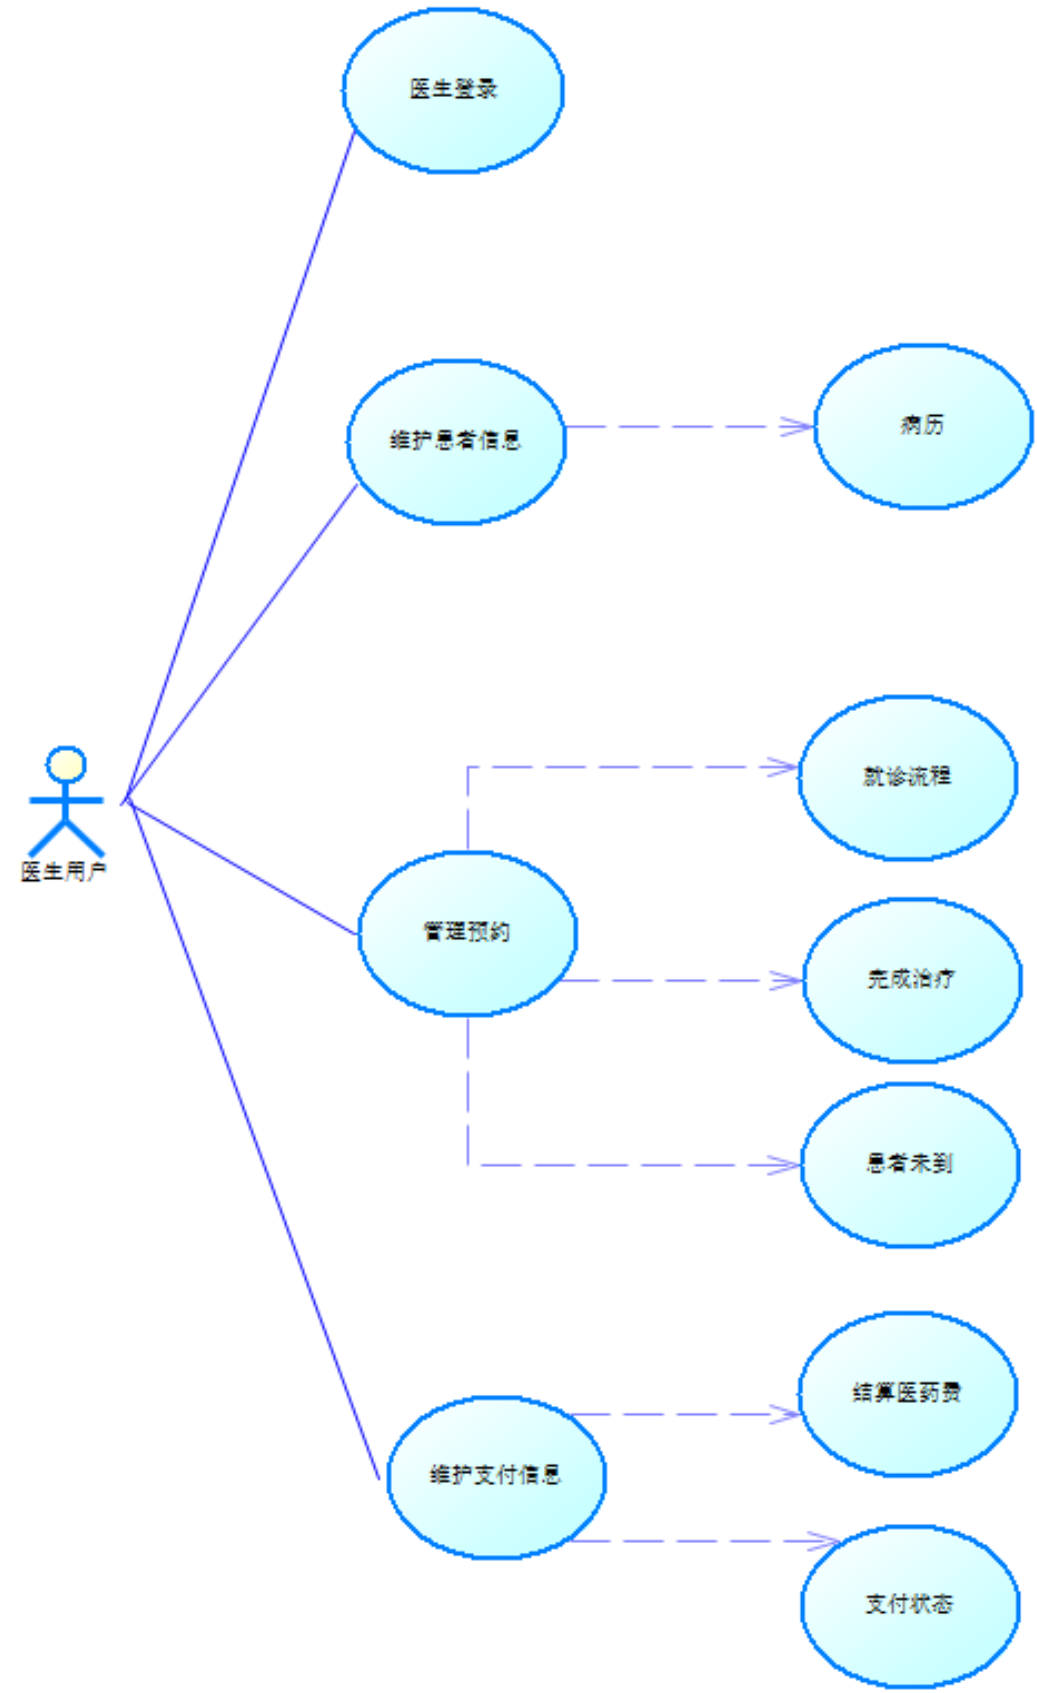 医生登录
维护患者信息
病历
就诊流程
医生用户
管理预约
完成治疗
患者未到
结算医药费
维护支付信息
支付状态